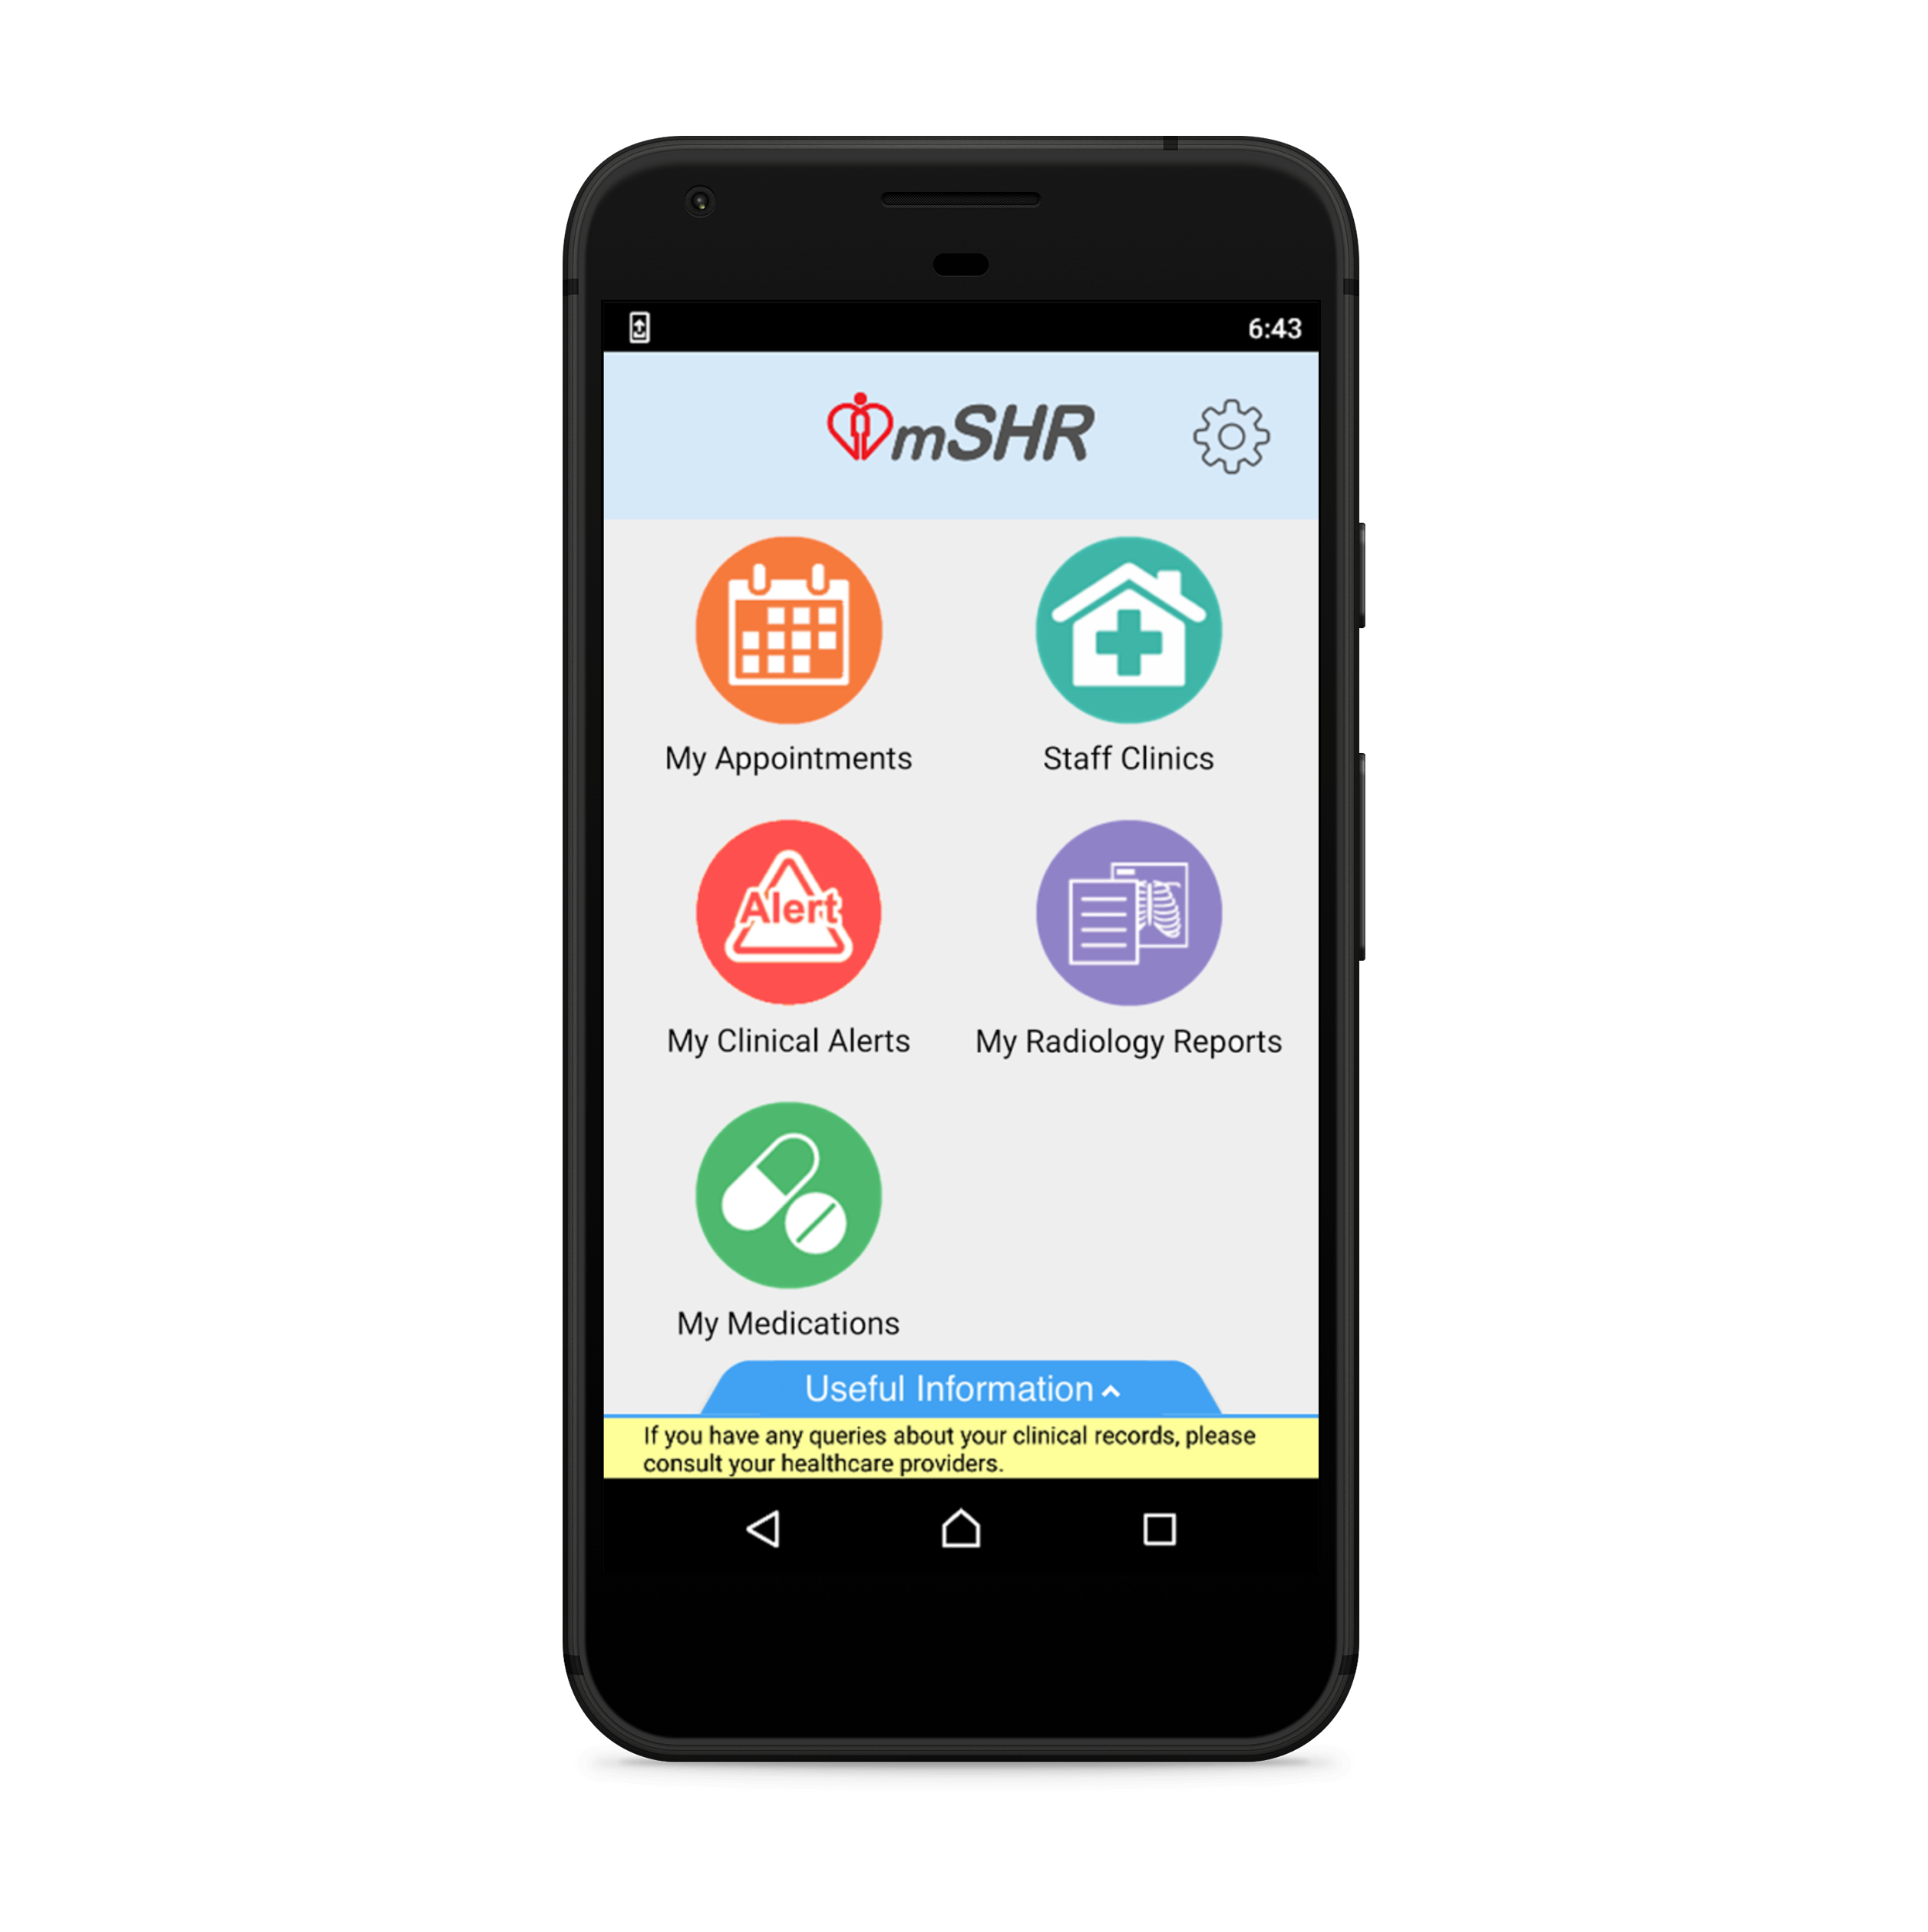 6:43
mSHR
My Appointments
Staff Clinics
Alert
My Clinical Alerts
My Radiology Reports
My Medications
Useful Information
If you have any queries about your clinical records, please
consult your healthcare providers.